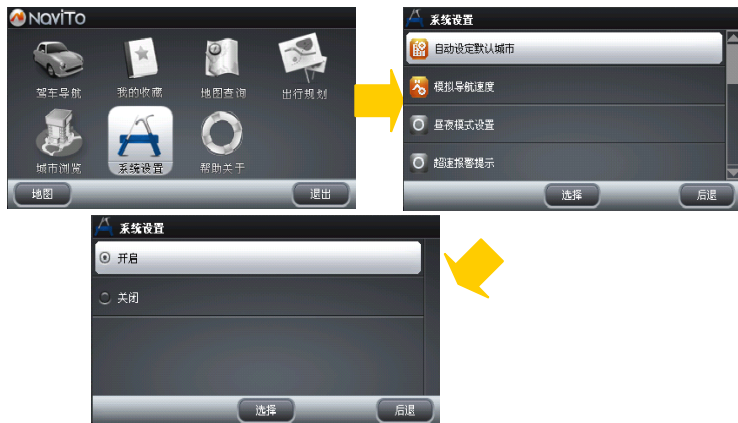 NaviTo
驾车导航 我的收藏 地图查询 出行规划
城市浏览 系统设置 帮助关于
地图 退出
系统设置
自动设定默认城市
模拟导航速度
昼夜模式设置
超速报警提示
选择 后退
系统设置
开启
关闭
选择 后退